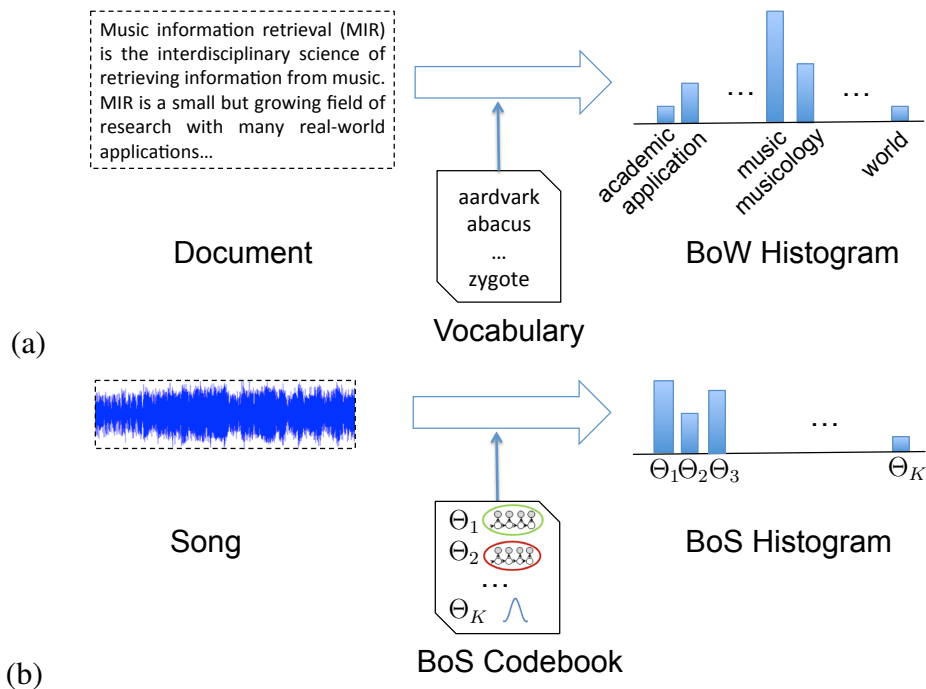 Music information retrieval (MIR)
is the interdisciplinary science of
retrieving information from music.
MIR is a small but growing field of
research with many real-world
applications...
...
...
academic
application
music
musicology
world
aardvark
abacus
...
zygote
Document
BoW Histogram
Vocabulary
(a)
...
Θ₁Θ₂Θ₃
Θ_K
Θ₁
Θ₂
...
Θ_K
Song
BoS Histogram
BoS Codebook
(b)